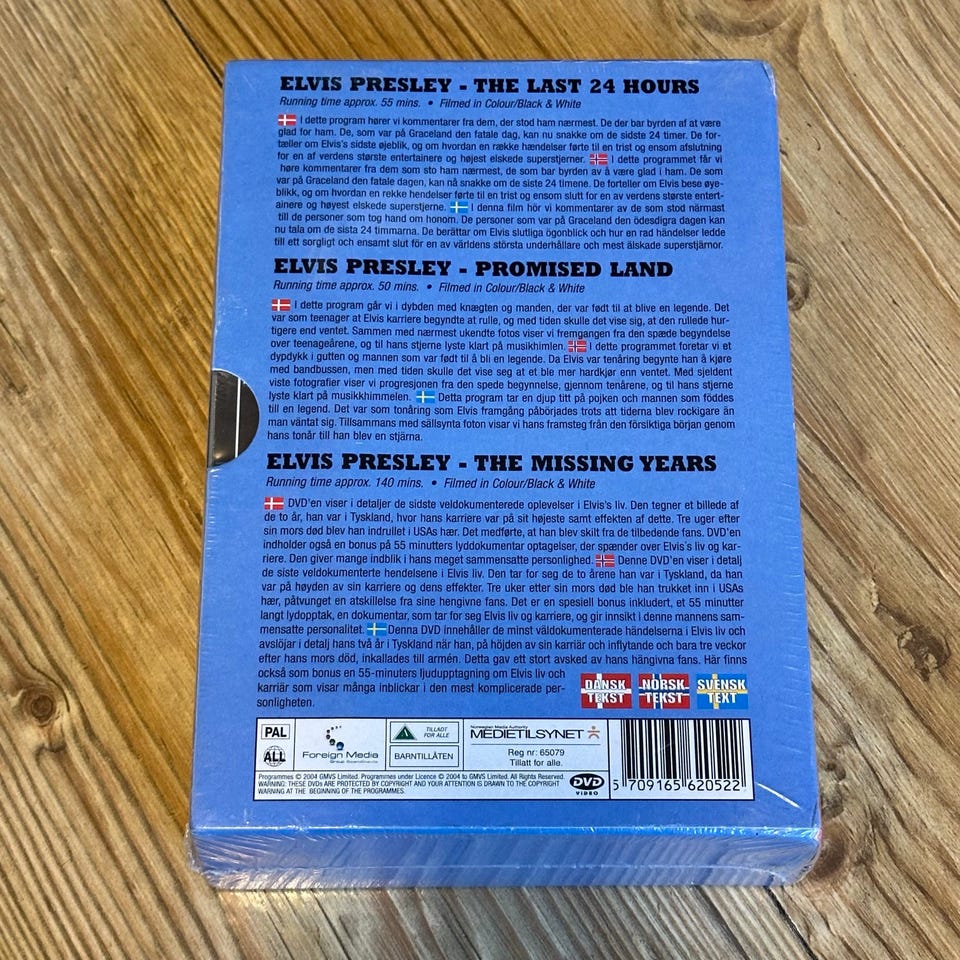 ELVIS PRESLEY - THE LAST 24 HOURS
Running time approx. 55 mins. • Filmed in Colour/Black & White
I dette program hører vi kommentarer fra dem, der stod ham nærmest. De der bar byrden af at være
glad for ham. De, som var på Graceland den fatale dag, kan nu snakke om de sidste 24 timer. De for-
tæller om Elvis's sidste øjeblik, og om hvordan en række hændelser førte til en trist og ensom afslutning
for en af verdens største entertainere og højest elskede superstjerner. I dette programmet får vi
høre kommentarer fra dem som sto ham nærmest, de som bar byrden av å være glad i ham. De som
var på Graceland den fatale dagen, kan nå snakke om de siste 24 timene. De forteller om Elvis bese øye-
blikk, og om hvordan en rekke hendelser førte til en trist og ensom slutt for en av verdens største entert-
ainere og høyest elskede superstjerne. I denna film hör vi kommentarer av de som stod närmast
till de personer som tog hand om honom. De personer som var på Graceland den ödesdigra dagen kan
nu tala om de sista 24 timmarna. De berättar om Elvis slutliga ögonblick och hur en rad händelser ledde
till ett sorgligt och ensamt slut för en av världens största underhållare och mest älskade superstjärnor.
ELVIS PRESLEY - PROMISED LAND
Running time approx. 50 mins. • Filmed in Colour/Black & White
I dette program går vi i dybden med knægten og manden, der var født til at blive en legende. Det
var som teenager at Elvis karriere begyndte at rulle, og med tiden skulle det vise sig, at den rullede hur-
tigere end ventet. Sammen med nærmest ukendte fotos viser vi fremgangen fra den spæde begyndelse
over teenageårene, og til hans stjerne lyste klart på musikhimlen. I dette programmet foretar vi et
dypdykk i gutten og mannen som var født til å bli en legende. Da Elvis var tenåring begynte han å kjøre
med bandbussen, men med tiden skulle det vise seg at et ble mer hardkjør enn ventet. Med sjeldent
viste fotografier viser vi progresjonen fra den spede begynnelse, gjennom tenårene, og til hans stjerne
lyste klart på musikkhimmelen. Detta program tar en djup titt på pojken och mannen som föddes
till en legend. Det var som tonåring som Elvis framgång påbörjades trots att tiderna blev rockigare än
man väntat sig. Tillsammans med sällsynta foton visar vi hans framsteg från den försiktiga början genom
hans tonår till han blev en stjärna.
ELVIS PRESLEY - THE MISSING YEARS
Running time approx. 140 mins. • Filmed in Colour/Black & White
DVD'en viser i detaljer de sidste veldokumenterede oplevelser i Elvis's liv. Den tegner et billede af
de to år, han var i Tyskland, hvor hans karriere var på sit højeste samt effekten af dette. Tre uger efter
sin mors død blev han indrullet i USAs hær. Det medførte, at han blev skilt fra de tilbedende fans. DVD'en
indholder også en bonus på 55 minutters lyddokumentar optagelser, der spænder over Elvis's liv og kar-
riere. Den giver mange indblik i hans meget sammensatte personlighed. Denne DVD'en viser i detalj
de siste veldokumenterte hendelsene i Elvis liv. Den tar for seg de to årene han var i Tyskland, da han
var på høyden av sin karriere og dens effekter. Tre uker etter sin mors død ble han trukket inn i USAs
hær, påtvunget en atskillelse fra sine hengivne fans. Det er en spesiell bonus inkludert, et 55 minutter
langt lydopptak, en dokumentar, som tar for seg Elvis liv og karriere, og gir innsikt i denne mannens sam-
mensatte personalitet. Denna DVD innehåller de minst väldokumenterade händelserna i Elvis liv och
avslöjar i detalj hans två år i Tyskland när han, på höjden av sin karriär och inflytande och bara tre veckor
efter hans mors död, inkallades till armén. Detta gav ett stort avsked av hans hängivna fans. Här finns
också som bonus en 55-minuters ljudupptagning om Elvis liv och
karriär som visar många inblickar i den mest komplicerade per-
sonligheten.
DANSK TEKST
NORSK TEKST
SVENSK TEXT
PAL
ALL
Foreign Media
Group Scandinavia
TILLADT
FOR ALLE
BARNTILLÅTEN
Norwegian Media Authority
MEDIETILSYNET
Reg nr: 65079
Tillatt for alle.
Programmes © 2004 GMVS Limited. Programmes under Licence © 2004 to GMVS Limited. All Rights Reserved.
WARNING: THESE DVDs ARE PROTECTED BY COPYRIGHT AND YOUR ATTENTION IS DRAWN TO THE COPYRIGHT
WARNING AT THE BEGINNING OF THE PROGRAMMES.
DVD
VIDEO
5 709165 620522